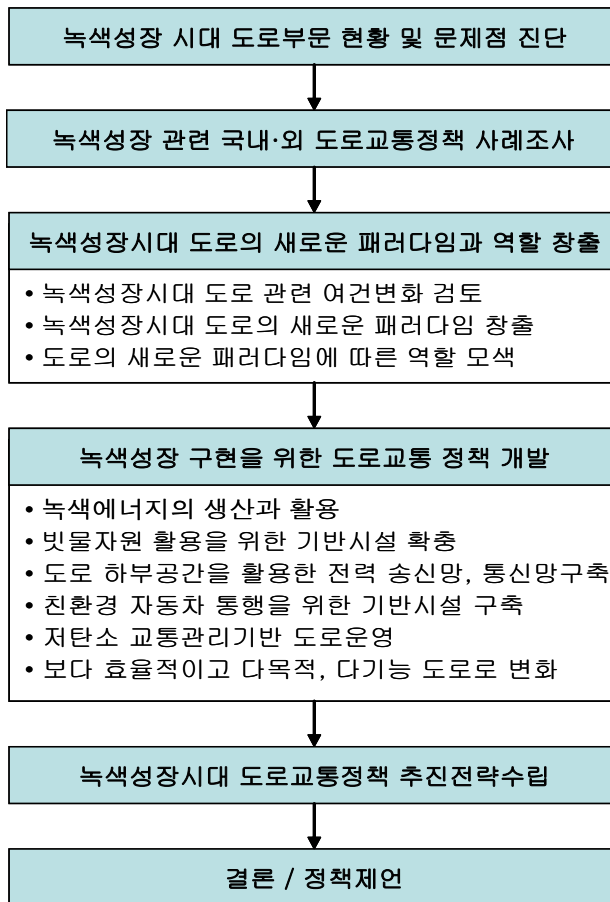 녹색성장 시대 도로부문 현황 및 문제점 진단
녹색성장 관련 국내·외 도로교통정책 사례조사
녹색성장시대 도로의 새로운 패러다임과 역할 창출
• 녹색성장시대 도로 관련 여건변화 검토
• 녹색성장시대 도로의 새로운 패러다임 창출
• 도로의 새로운 패러다임에 따른 역할 모색
녹색성장 구현을 위한 도로교통 정책 개발
• 녹색에너지의 생산과 활용
• 빗물자원 활용을 위한 기반시설 확충
• 도로 하부공간을 활용한 전력 송신망, 통신망구축
• 친환경 자동차 통행을 위한 기반시설 구축
• 저탄소 교통관리기반 도로운영
• 보다 효율적이고 다목적, 다기능 도로로 변화
녹색성장시대 도로교통정책 추진전략수립
결론 / 정책제언